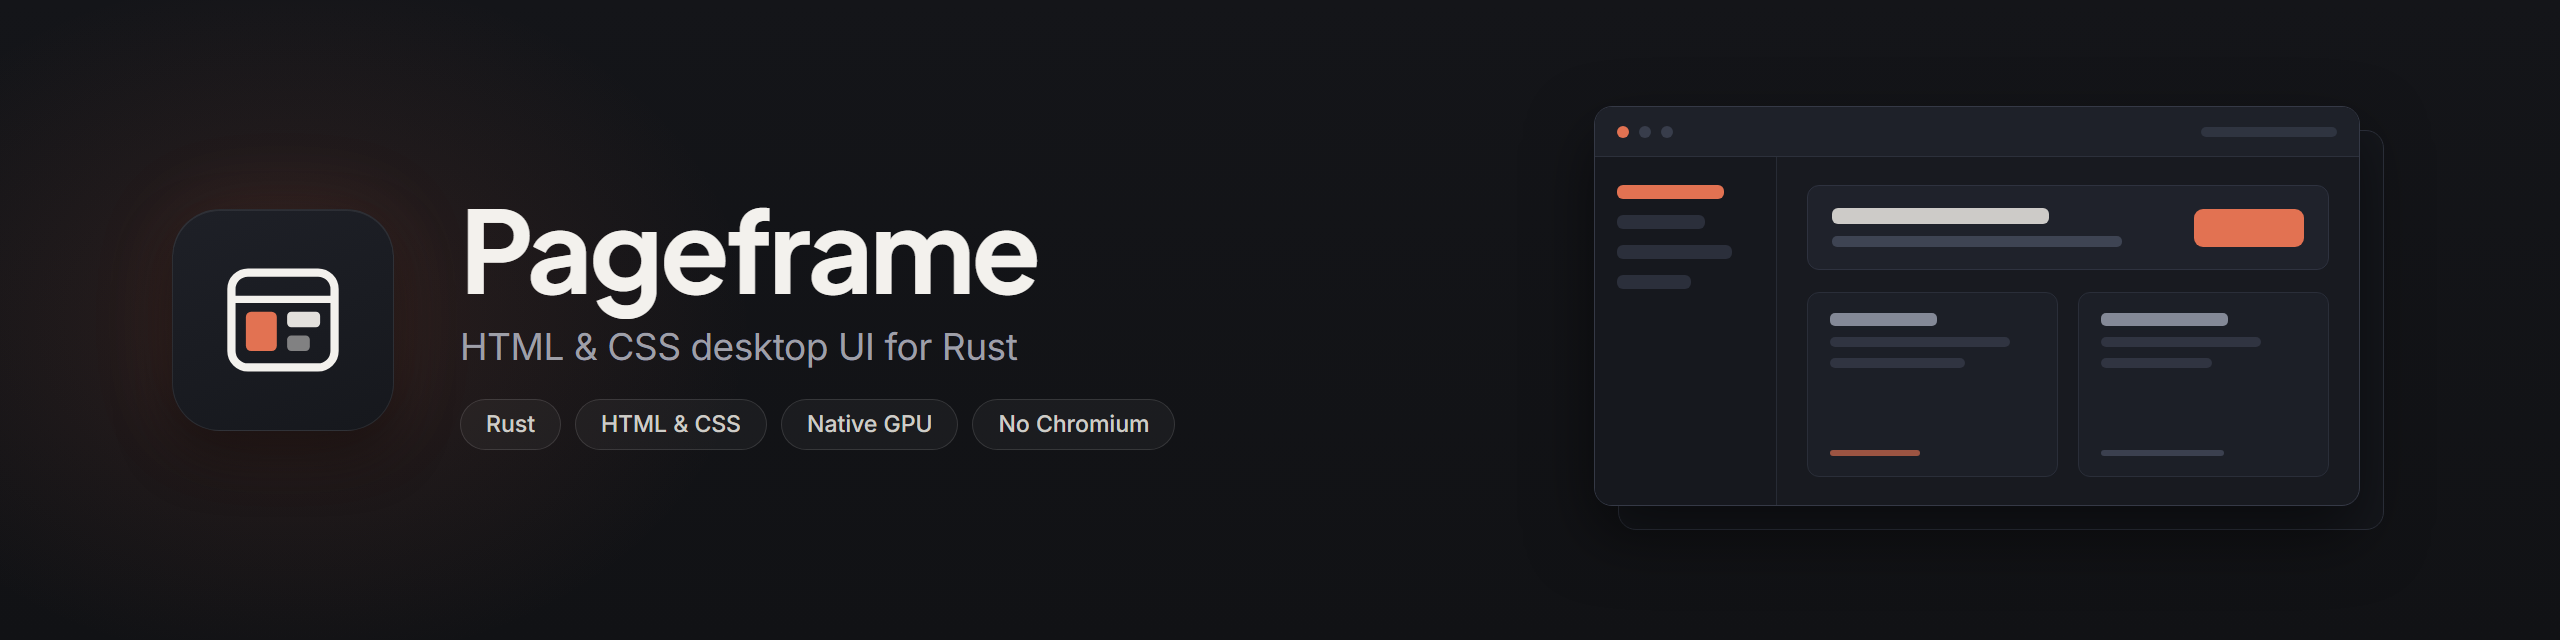 Pageframe
HTML & CSS desktop UI for Rust
Rust
HTML & CSS
Native GPU
No Chromium